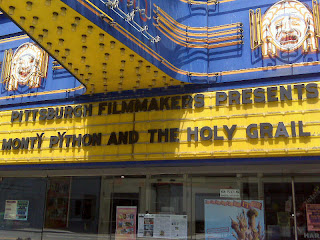 PITTSBURGH FILMMAKERS PRESENTS
MONTY PYTHON AND THE HOLY GRAIL